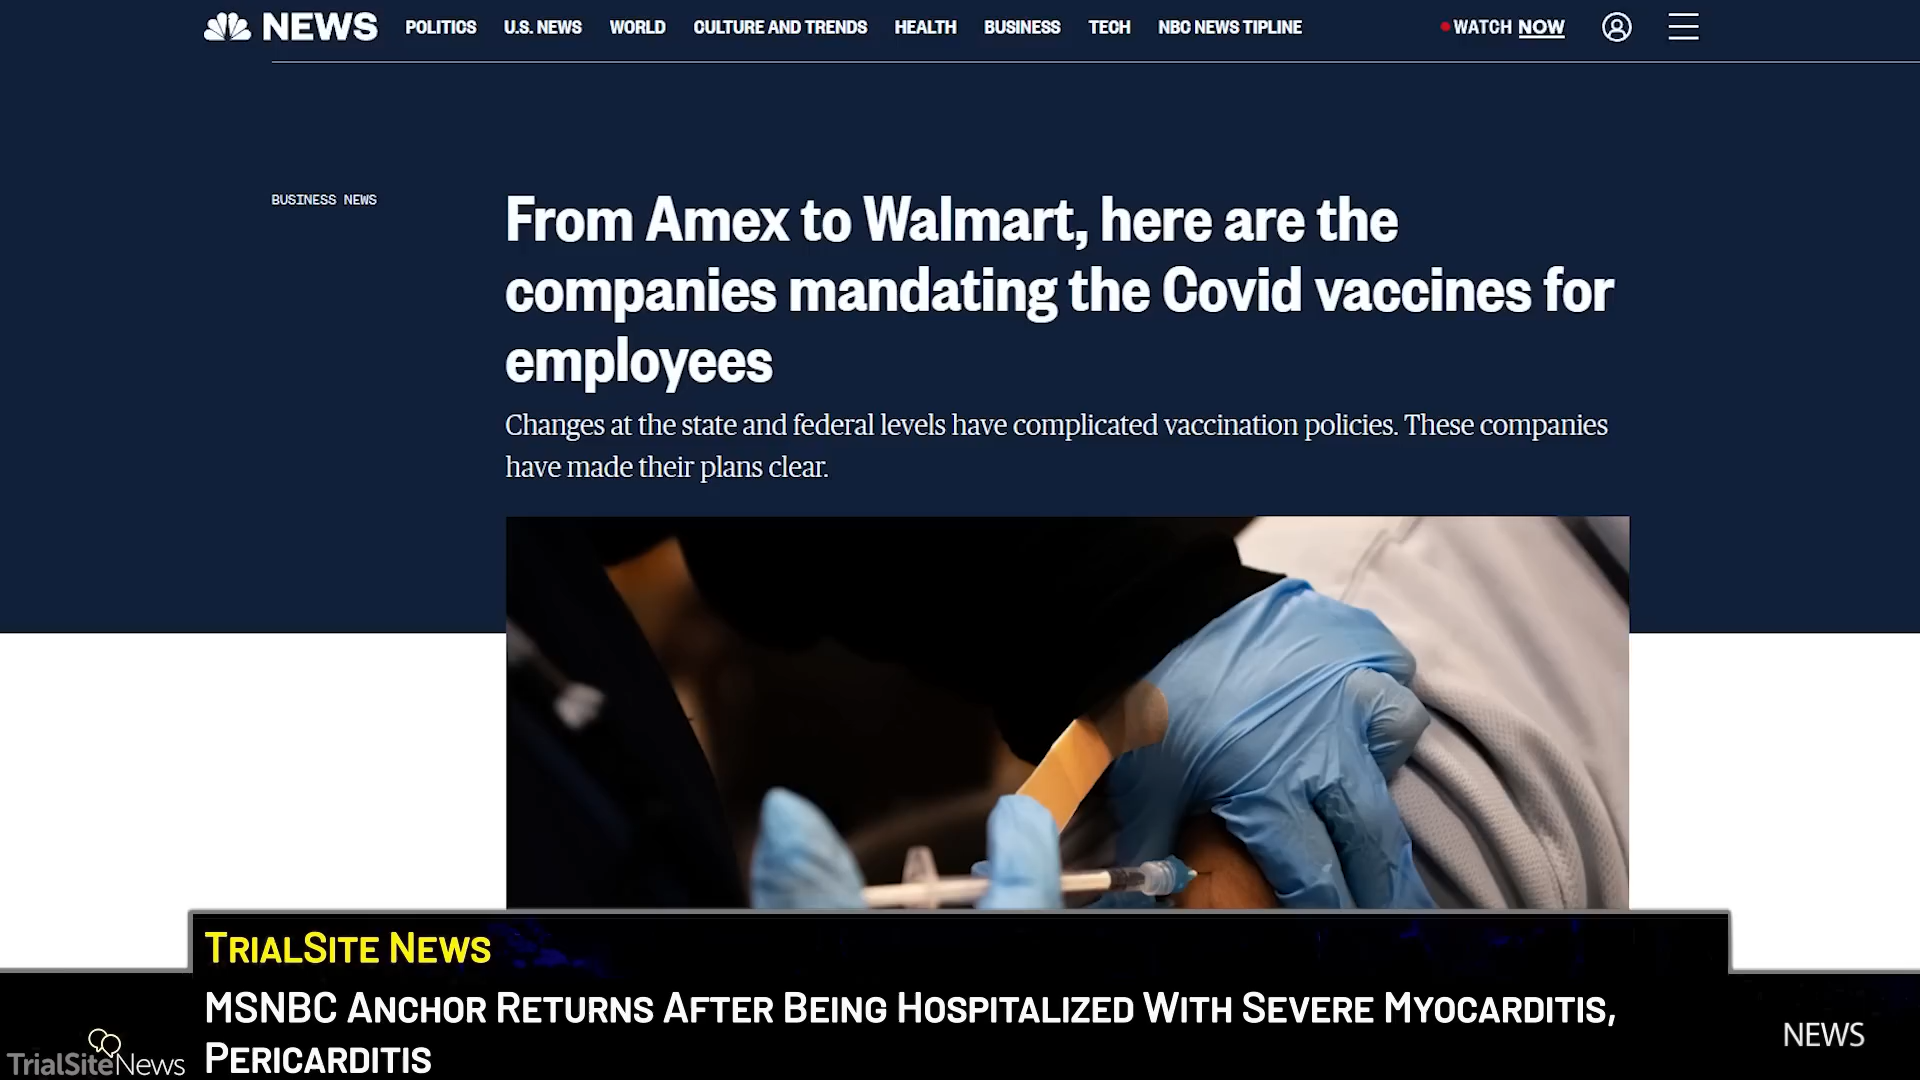 NEWS POLITICS U.S. NEWS WORLD CULTURE AND TRENDS HEALTH BUSINESS TECH NBC NEWS TIPLINE WATCH NOW
BUSINESS NEWS
From Amex to Walmart, here are the
companies mandating the Covid vaccines for
employees
Changes at the state and federal levels have complicated vaccination policies. These companies
have made their plans clear.
TRIALSITE NEWS
MSNBC ANCHOR RETURNS AFTER BEING HOSPITALIZED WITH SEVERE MYOCARDITIS,
PERICARDITIS
TrialSiteNews
NEWS